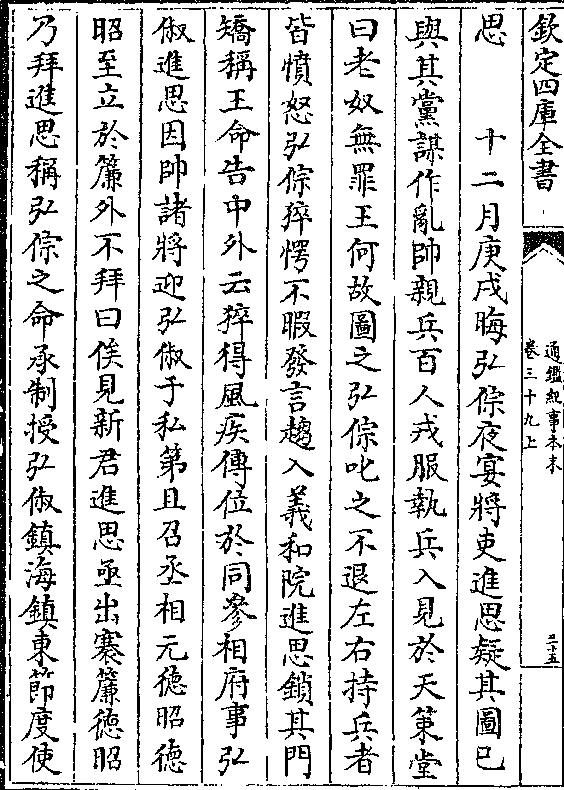 欽定四庫全書
通鑑紀事本末
卷三十九上
三十五
思　十二月庚戌晦弘倧夜宴將吏進思疑其圖己
與其黨謀作亂帥親兵百人戎服執兵入見於天策堂
曰老奴無罪王何故圖之弘倧叱之不退左右持兵者
皆憤怒弘倧猝愕不暇發言趨入義和院進思鎖其門
矯稱王命告中外云猝得風疾傳位於同參相府事弘
俶進思因帥諸將迎弘俶于私第且召丞相元德昭德
昭至立於簾外不拜曰俟見新君進思亟出褰簾德昭
乃拜進思稱弘倧之命承制授弘俶鎮海鎮東節度使